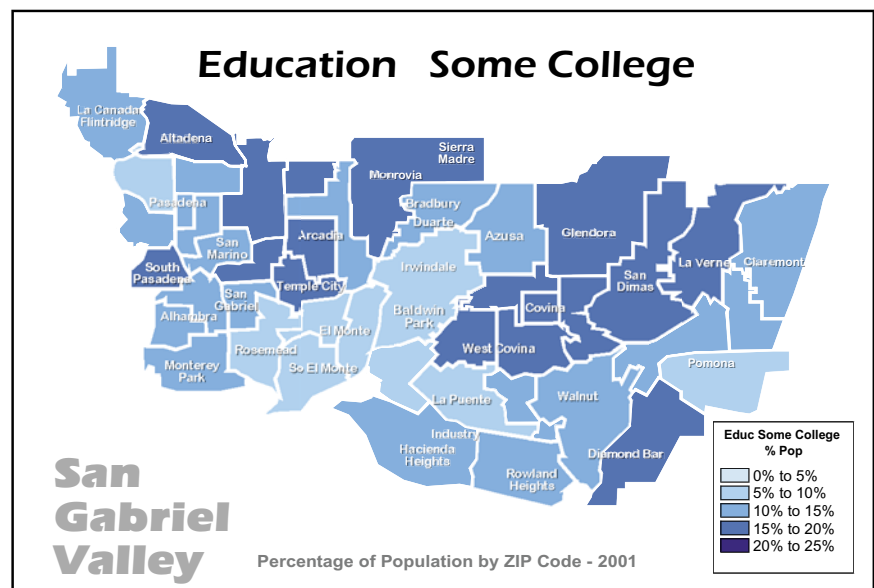 Education Some College
La Canada
Flintridge
Altadena
Sierra
Madre
Monrovia
Pasadena
Bradbury
Duarte
Azusa
Glendora
Arcadia
San
Marino
La Verne
Claremont
South
Pasadena
Irwindale
San
Dimas
Temple City
San
Gabriel
Alhambra
Baldwin
Park
Covina
El Monte
Rosemead
West Covina
Monterey
Park
So El Monte
Pomona
La Puente
Walnut
Industry
Hacienda
Heights
Diamond Bar
Rowland
Heights
Educ Some College
% Pop
0% to 5%
5% to 10%
10% to 15%
15% to 20%
20% to 25%
San
Gabriel
Valley
Percentage of Population by ZIP Code - 2001